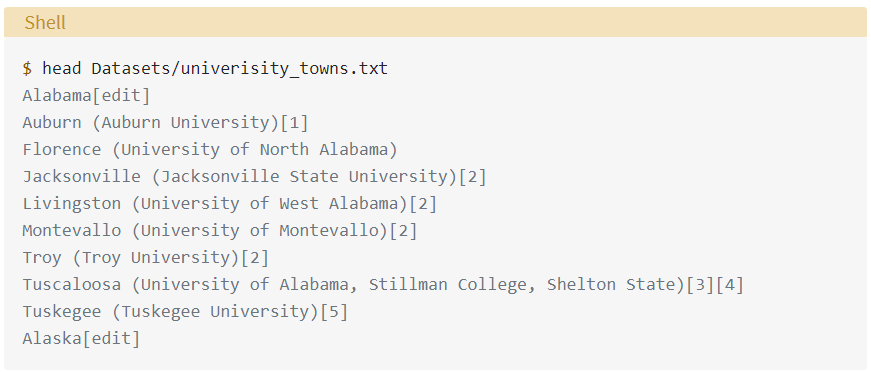 Shell
$ head Datasets/univerisity_towns.txt
Alabama[edit]
Auburn (Auburn University)[1]
Florence (University of North Alabama)
Jacksonville (Jacksonville State University)[2]
Livingston (University of West Alabama)[2]
Montevallo (University of Montevallo)[2]
Troy (Troy University)[2]
Tuscaloosa (University of Alabama, Stillman College, Shelton State)[3][4]
Tuskegee (Tuskegee University)[5]
Alaska[edit]